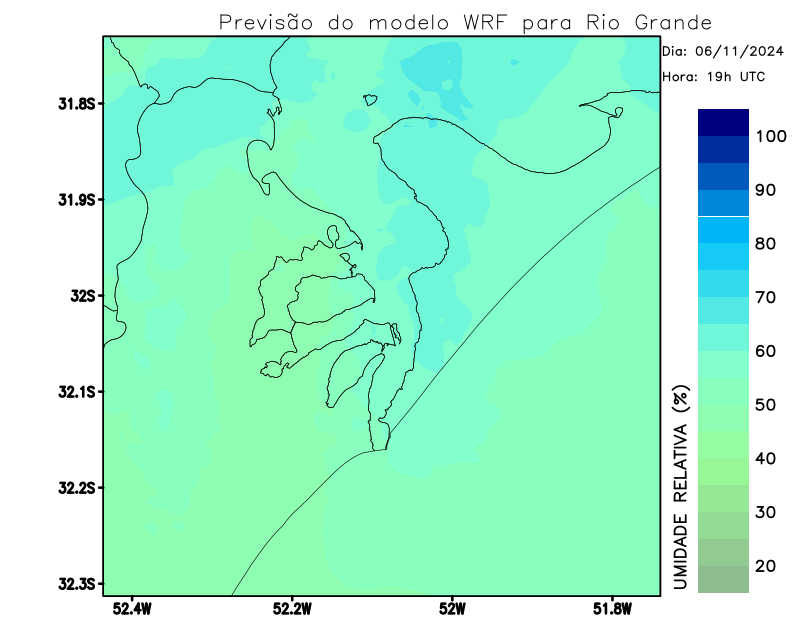 Previsão do modelo WRF para Rio Grande
Dia: 06/11/2024
Hora: 19h UTC
31.8S
31.9S
32S
32.1S
32.2S
32.3S
52.4W
52.2W
52W
51.8W
100
90
80
70
60
50
40
30
20
UMIDADE RELATIVA (%)